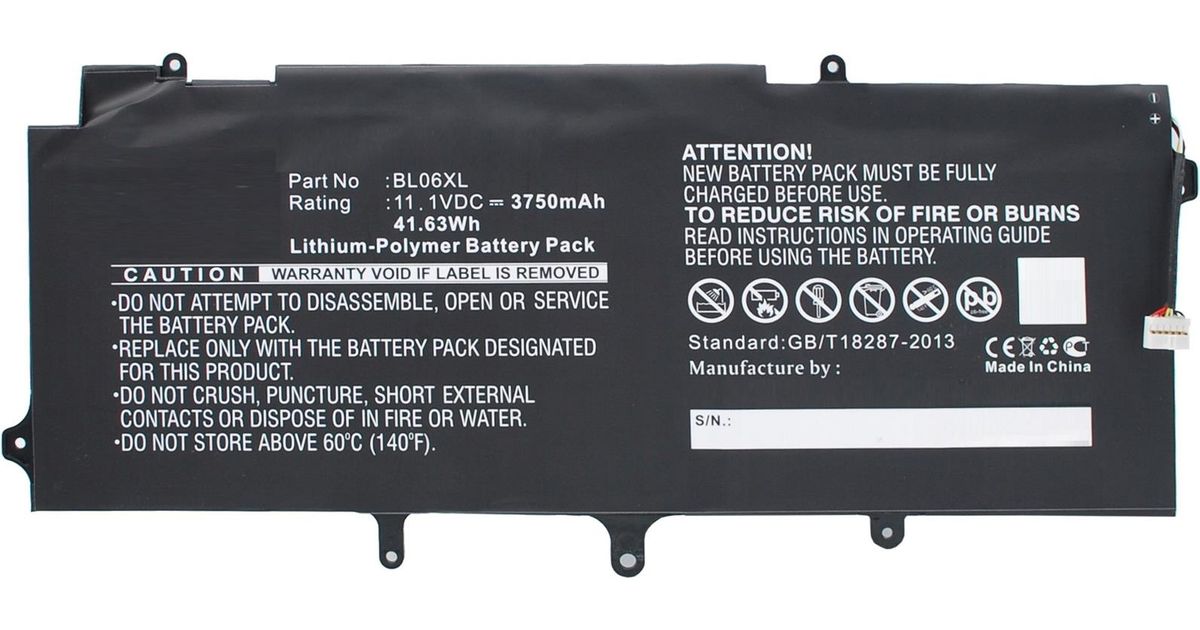 Part No :BL06XL
Rating :11.1VDC ⎓ 3750mAh
41.63Wh
Lithium-Polymer Battery Pack
CAUTION WARRANTY VOID IF LABEL IS REMOVED
·DO NOT ATTEMPT TO DISASSEMBLE, OPEN OR SERVICE
THE BATTERY PACK.
·REPLACE ONLY WITH THE BATTERY PACK DESIGNATED
FOR THIS PRODUCT.
·DO NOT CRUSH, PUNCTURE, SHORT EXTERNAL
CONTACTS OR DISPOSE OF IN FIRE OR WATER.
·DO NOT STORE ABOVE 60°C (140°F).
ATTENTION!
NEW BATTERY PACK MUST BE FULLY
CHARGED BEFORE USE.
TO REDUCE RISK OF FIRE OR BURNS
READ INSTRUCTIONS IN OPERATING GUIDE
BEFORE USING THE BATTERY.
Pb
Standard:GB/T18287-2013
Manufacture by :
CE
Made In China
S/N.:
− 
+